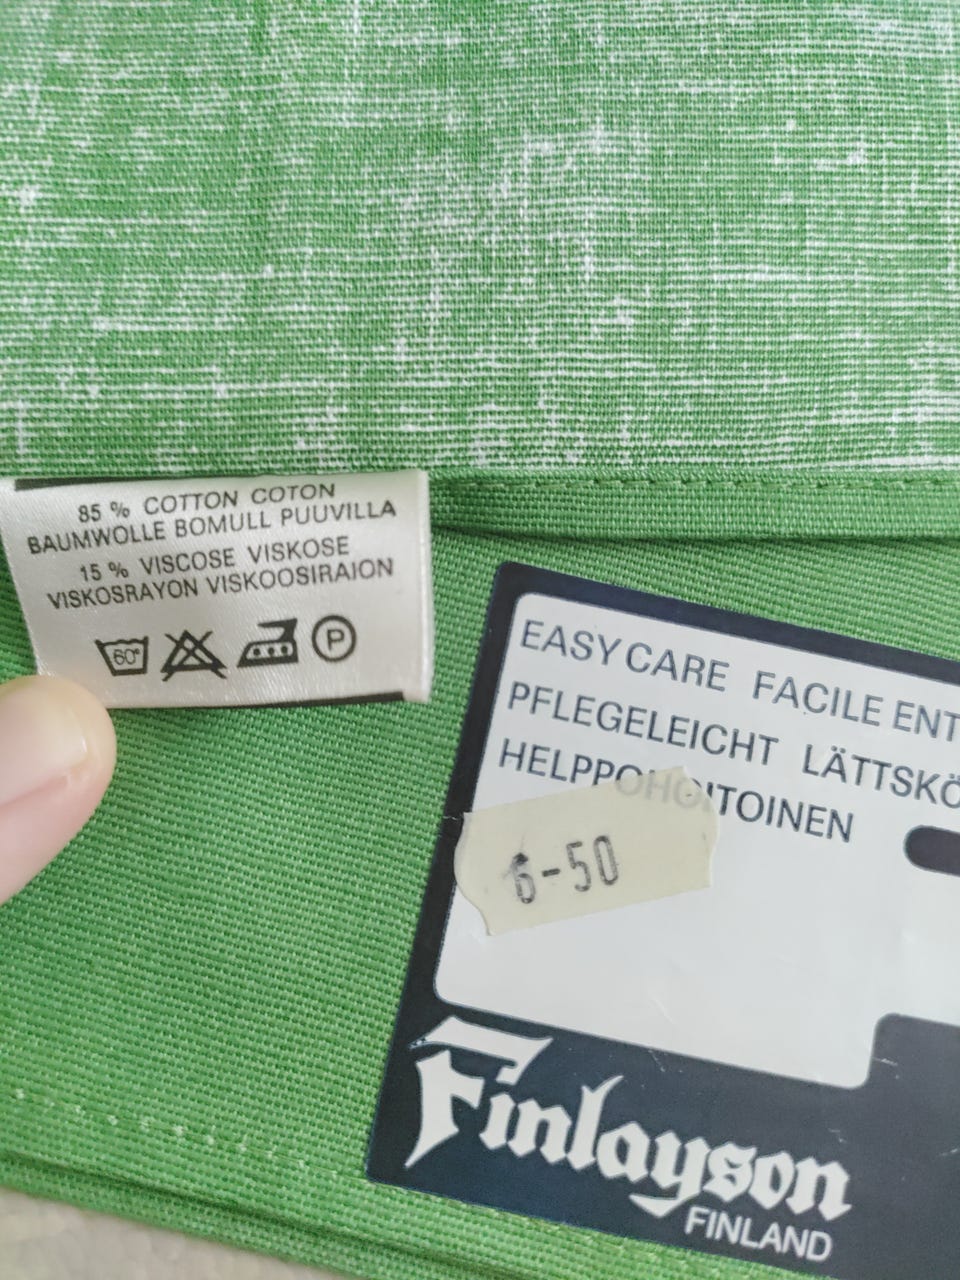 85 % COTTON COTON
BAUMWOLLE BOMULL PUUVILLA
15 % VISCOSE VISKOSE
VISKOSRAYON VISKOOSIRAION
60° P
EASY CARE FACILE ENT
PFLEGELEICHT LÄTTSKÖ
HELPPOHOITOINEN
6-50
Finlayson
FINLAND